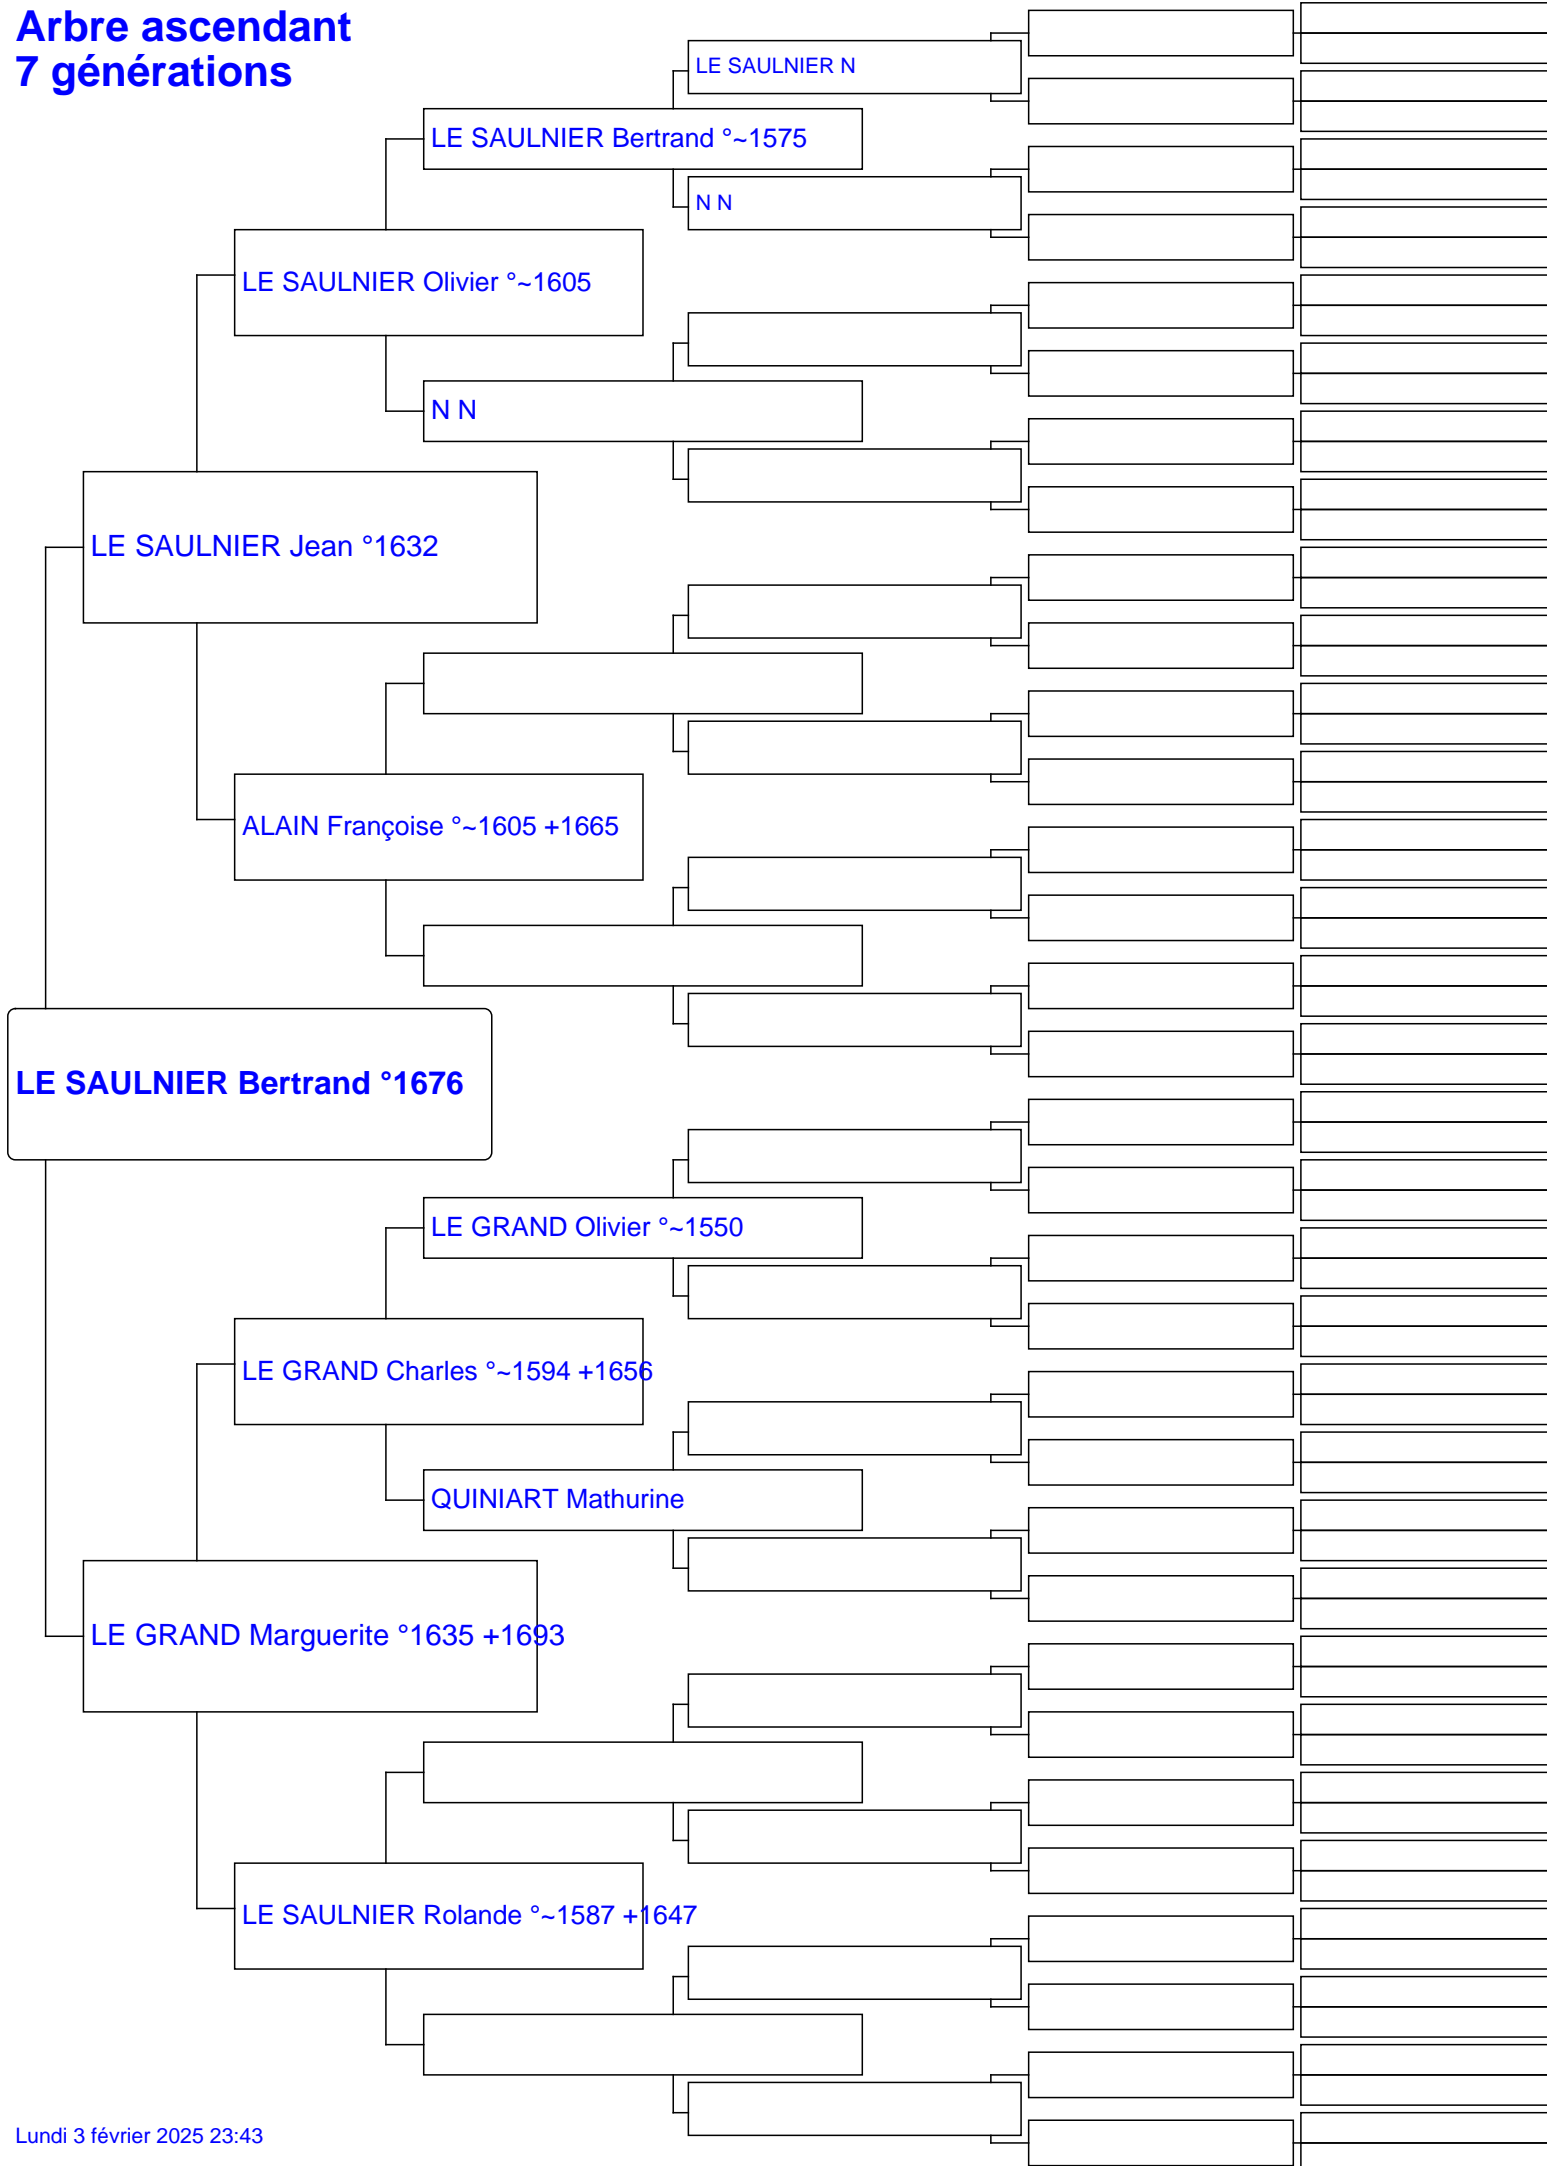 Arbre ascendant
7 générations
LE SAULNIER N
LE SAULNIER Bertrand °~1575
N N
LE SAULNIER Olivier °~1605
N N
LE SAULNIER Jean °1632
ALAIN Françoise °~1605 +1665
LE SAULNIER Bertrand °1676
LE GRAND Olivier °~1550
LE GRAND Charles °~1594 +1656
QUINIART Mathurine
LE GRAND Marguerite °1635 +1693
LE SAULNIER Rolande °~1587 +1647
Lundi 3 février 2025 23:43